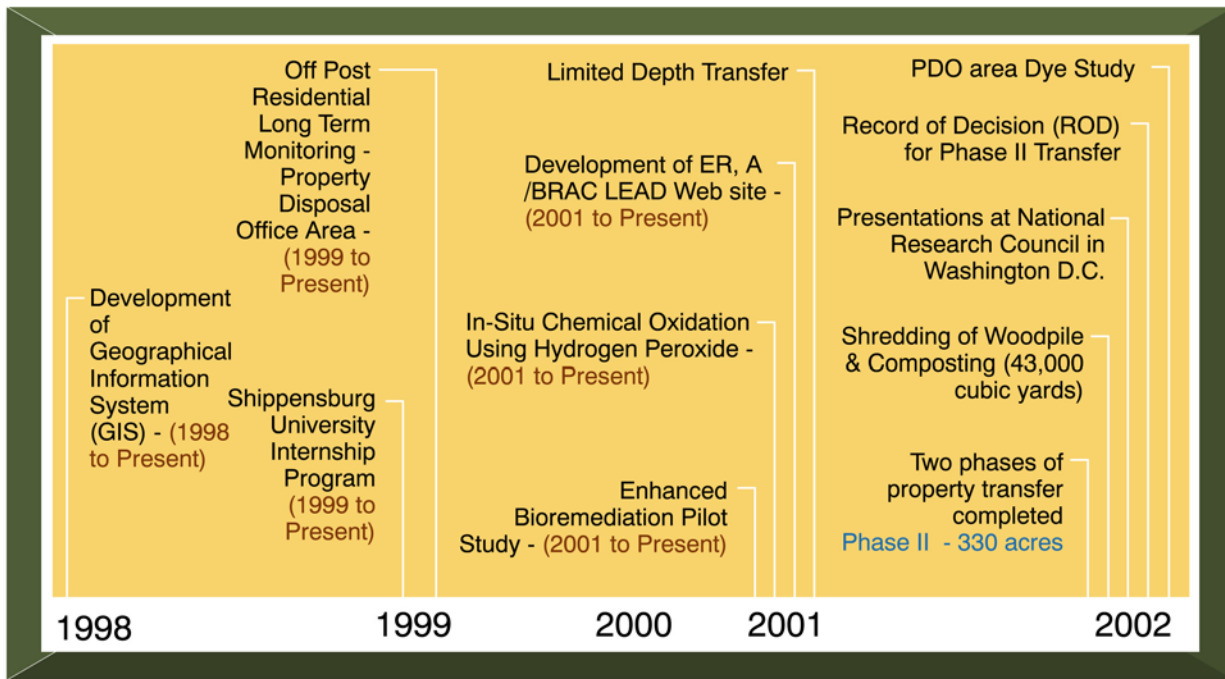 Development
of
Geographical
Information
System
(GIS) - (1998
to Present)
Off Post
Residential
Long Term
Monitoring -
Property
Disposal
Office Area -
(1999 to
Present)
Shippensburg
University
Internship
Program
(1999 to
Present)
Limited Depth Transfer
Development of ER, A
/BRAC LEAD Web site -
(2001 to Present)
In-Situ Chemical Oxidation
Using Hydrogen Peroxide -
(2001 to Present)
Enhanced
Bioremediation Pilot
Study - (2001 to Present)
PDO area Dye Study
Record of Decision (ROD)
for Phase II Transfer
Presentations at National
Research Council in
Washington D.C.
Shredding of Woodpile
& Composting (43,000
cubic yards)
Two phases of
property transfer
completed
Phase II - 330 acres
1998 1999 2000 2001 2002